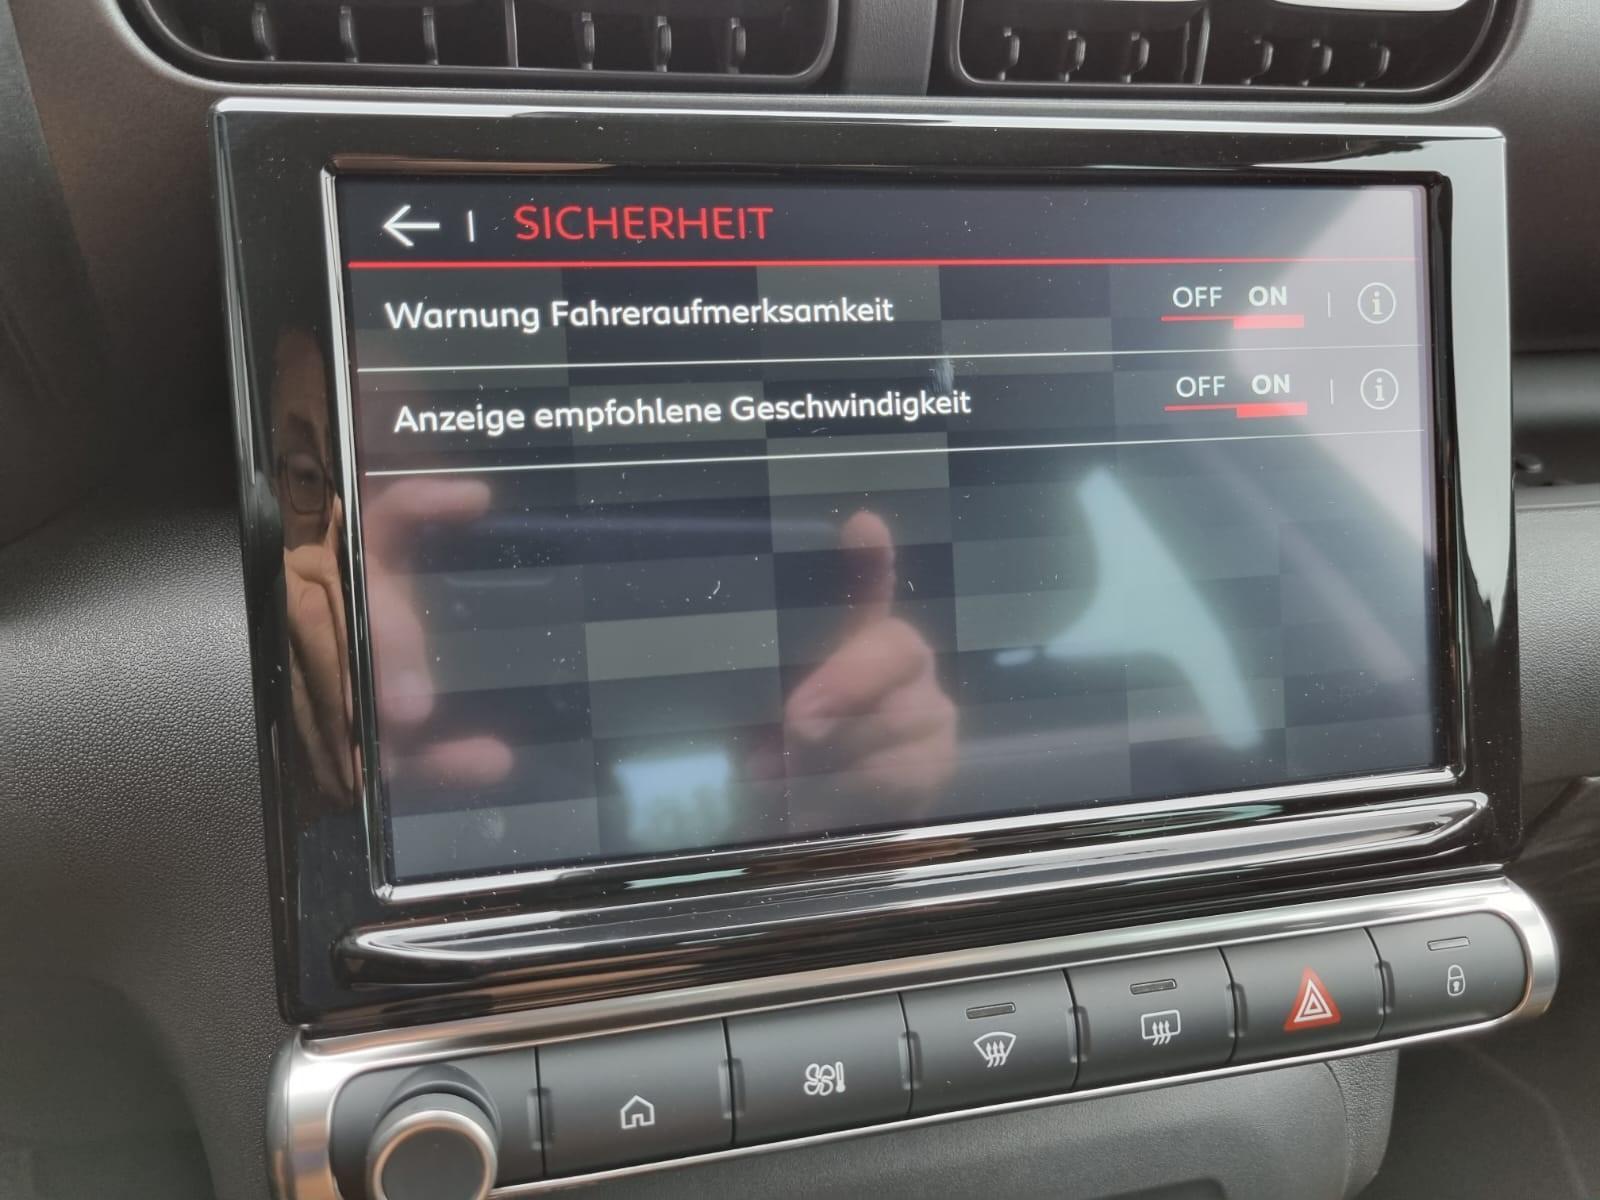 SICHERHEIT
Warnung Fahreraufmerksamkeit OFF ON
Anzeige empfohlene Geschwindigkeit OFF ON